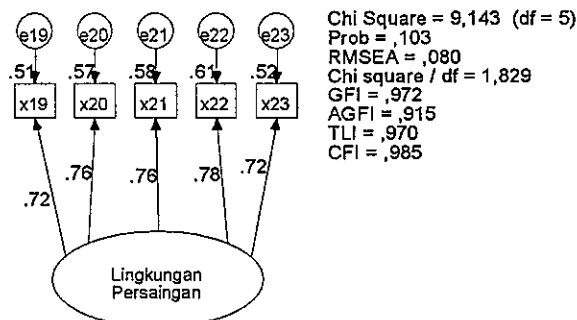 e19 e20 e21 e22 e23
.51 .57 .58 .61 .52
x19 x20 x21 x22 x23
.72 .76 .76 .78 .72
Lingkungan
Persaingan
Chi Square = 9,143 (df = 5)
Prob = ,103
RMSEA = ,080
Chi square / df = 1,829
GFI = ,972
AGFI = ,915
TLI = ,970
CFI = ,985